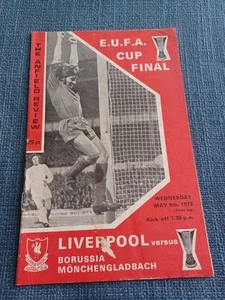 THE ANFIELD REVIEW
5p
E.U.F.A.
CUP
FINAL
WEDNESDAY
MAY 9th, 1973
Kick off 7.30 p.m.
LIVERPOOL versus
BORUSSIA
MÖNCHENGLADBACH